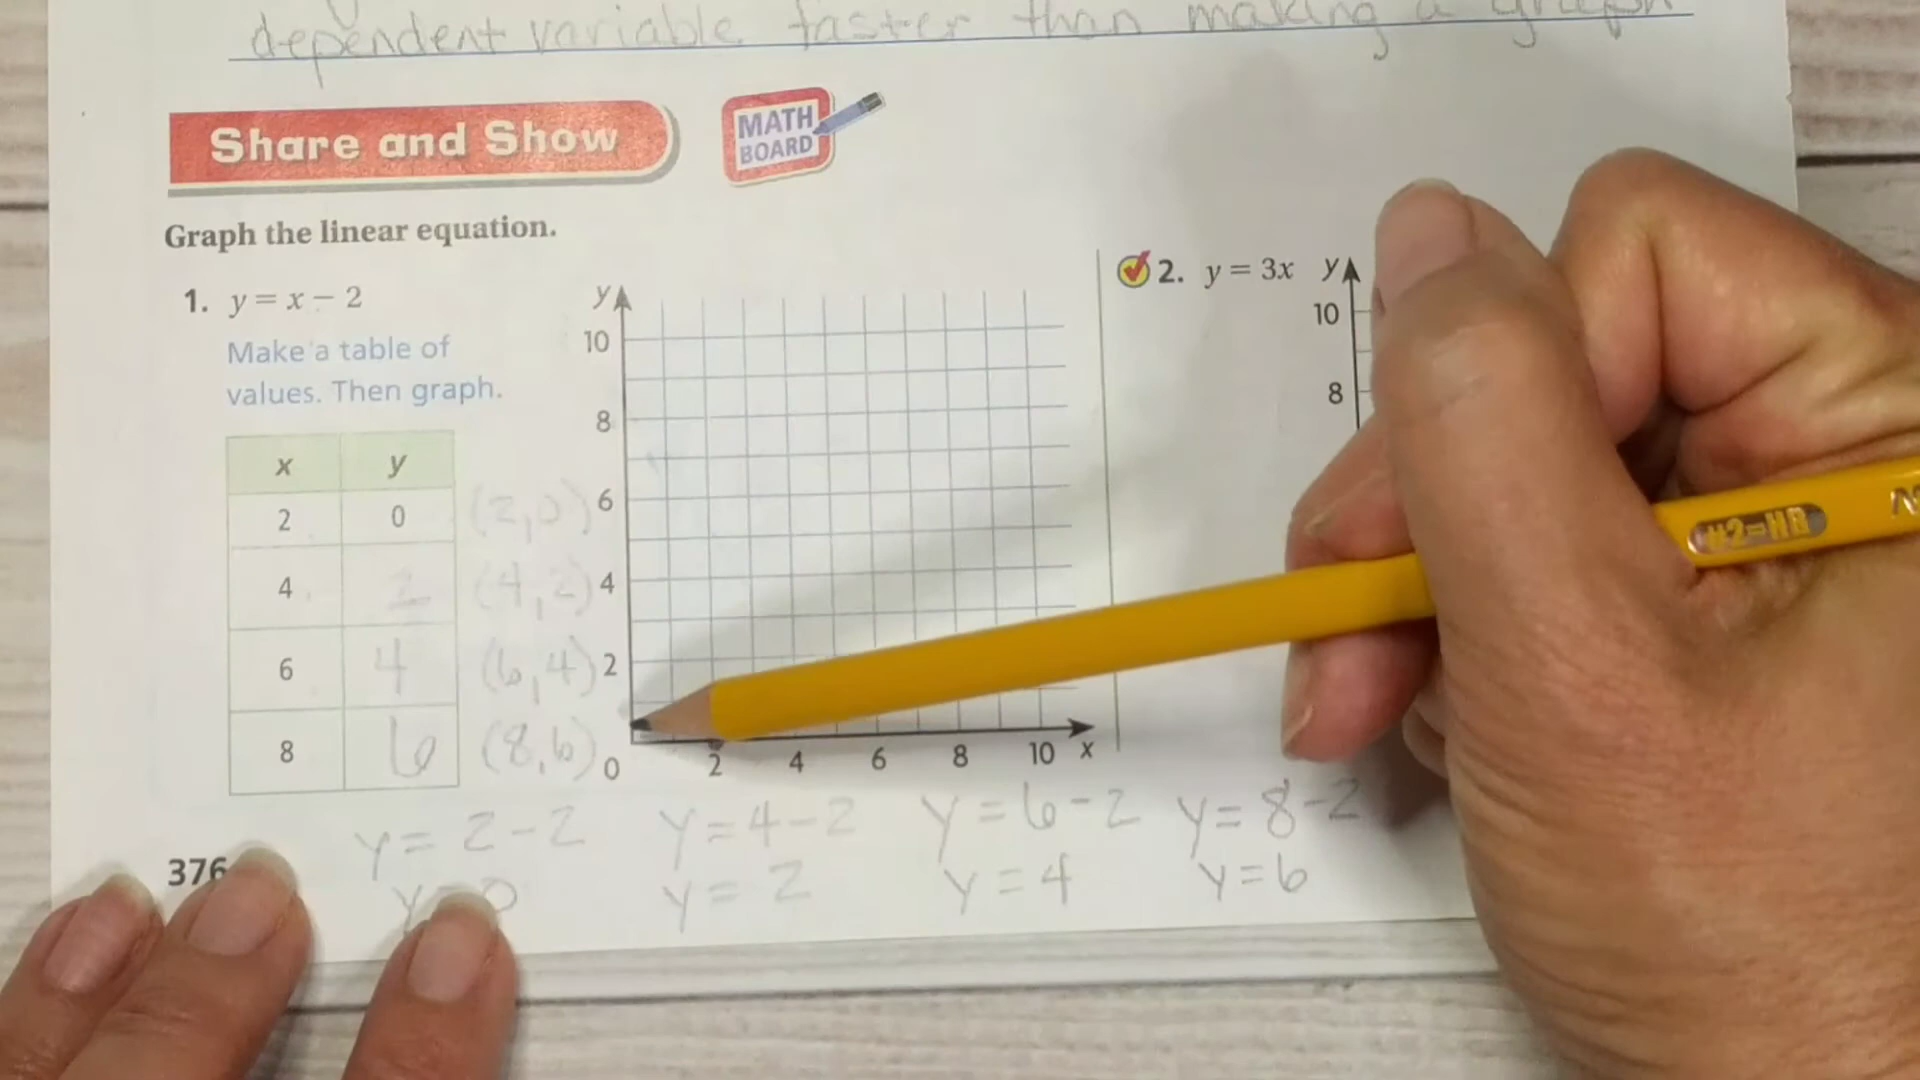 dependent variable faster than making a graph
Share and Show
MATH
BOARD
Graph the linear equation.
1. y = x − 2
Make a table of
values. Then graph.
x y
2 0 (2,0)
4 2 (4,2)
6 4 (6,4)
8 6 (8,6)
y
10
8
6
4
2
0 2 4 6 8 10 x
2. y = 3x
y
10
8
#2=HB
y = 2-2 y = 4-2 y = 6-2 y = 8-2
y = 0 y = 2 y = 4 y = 6
376